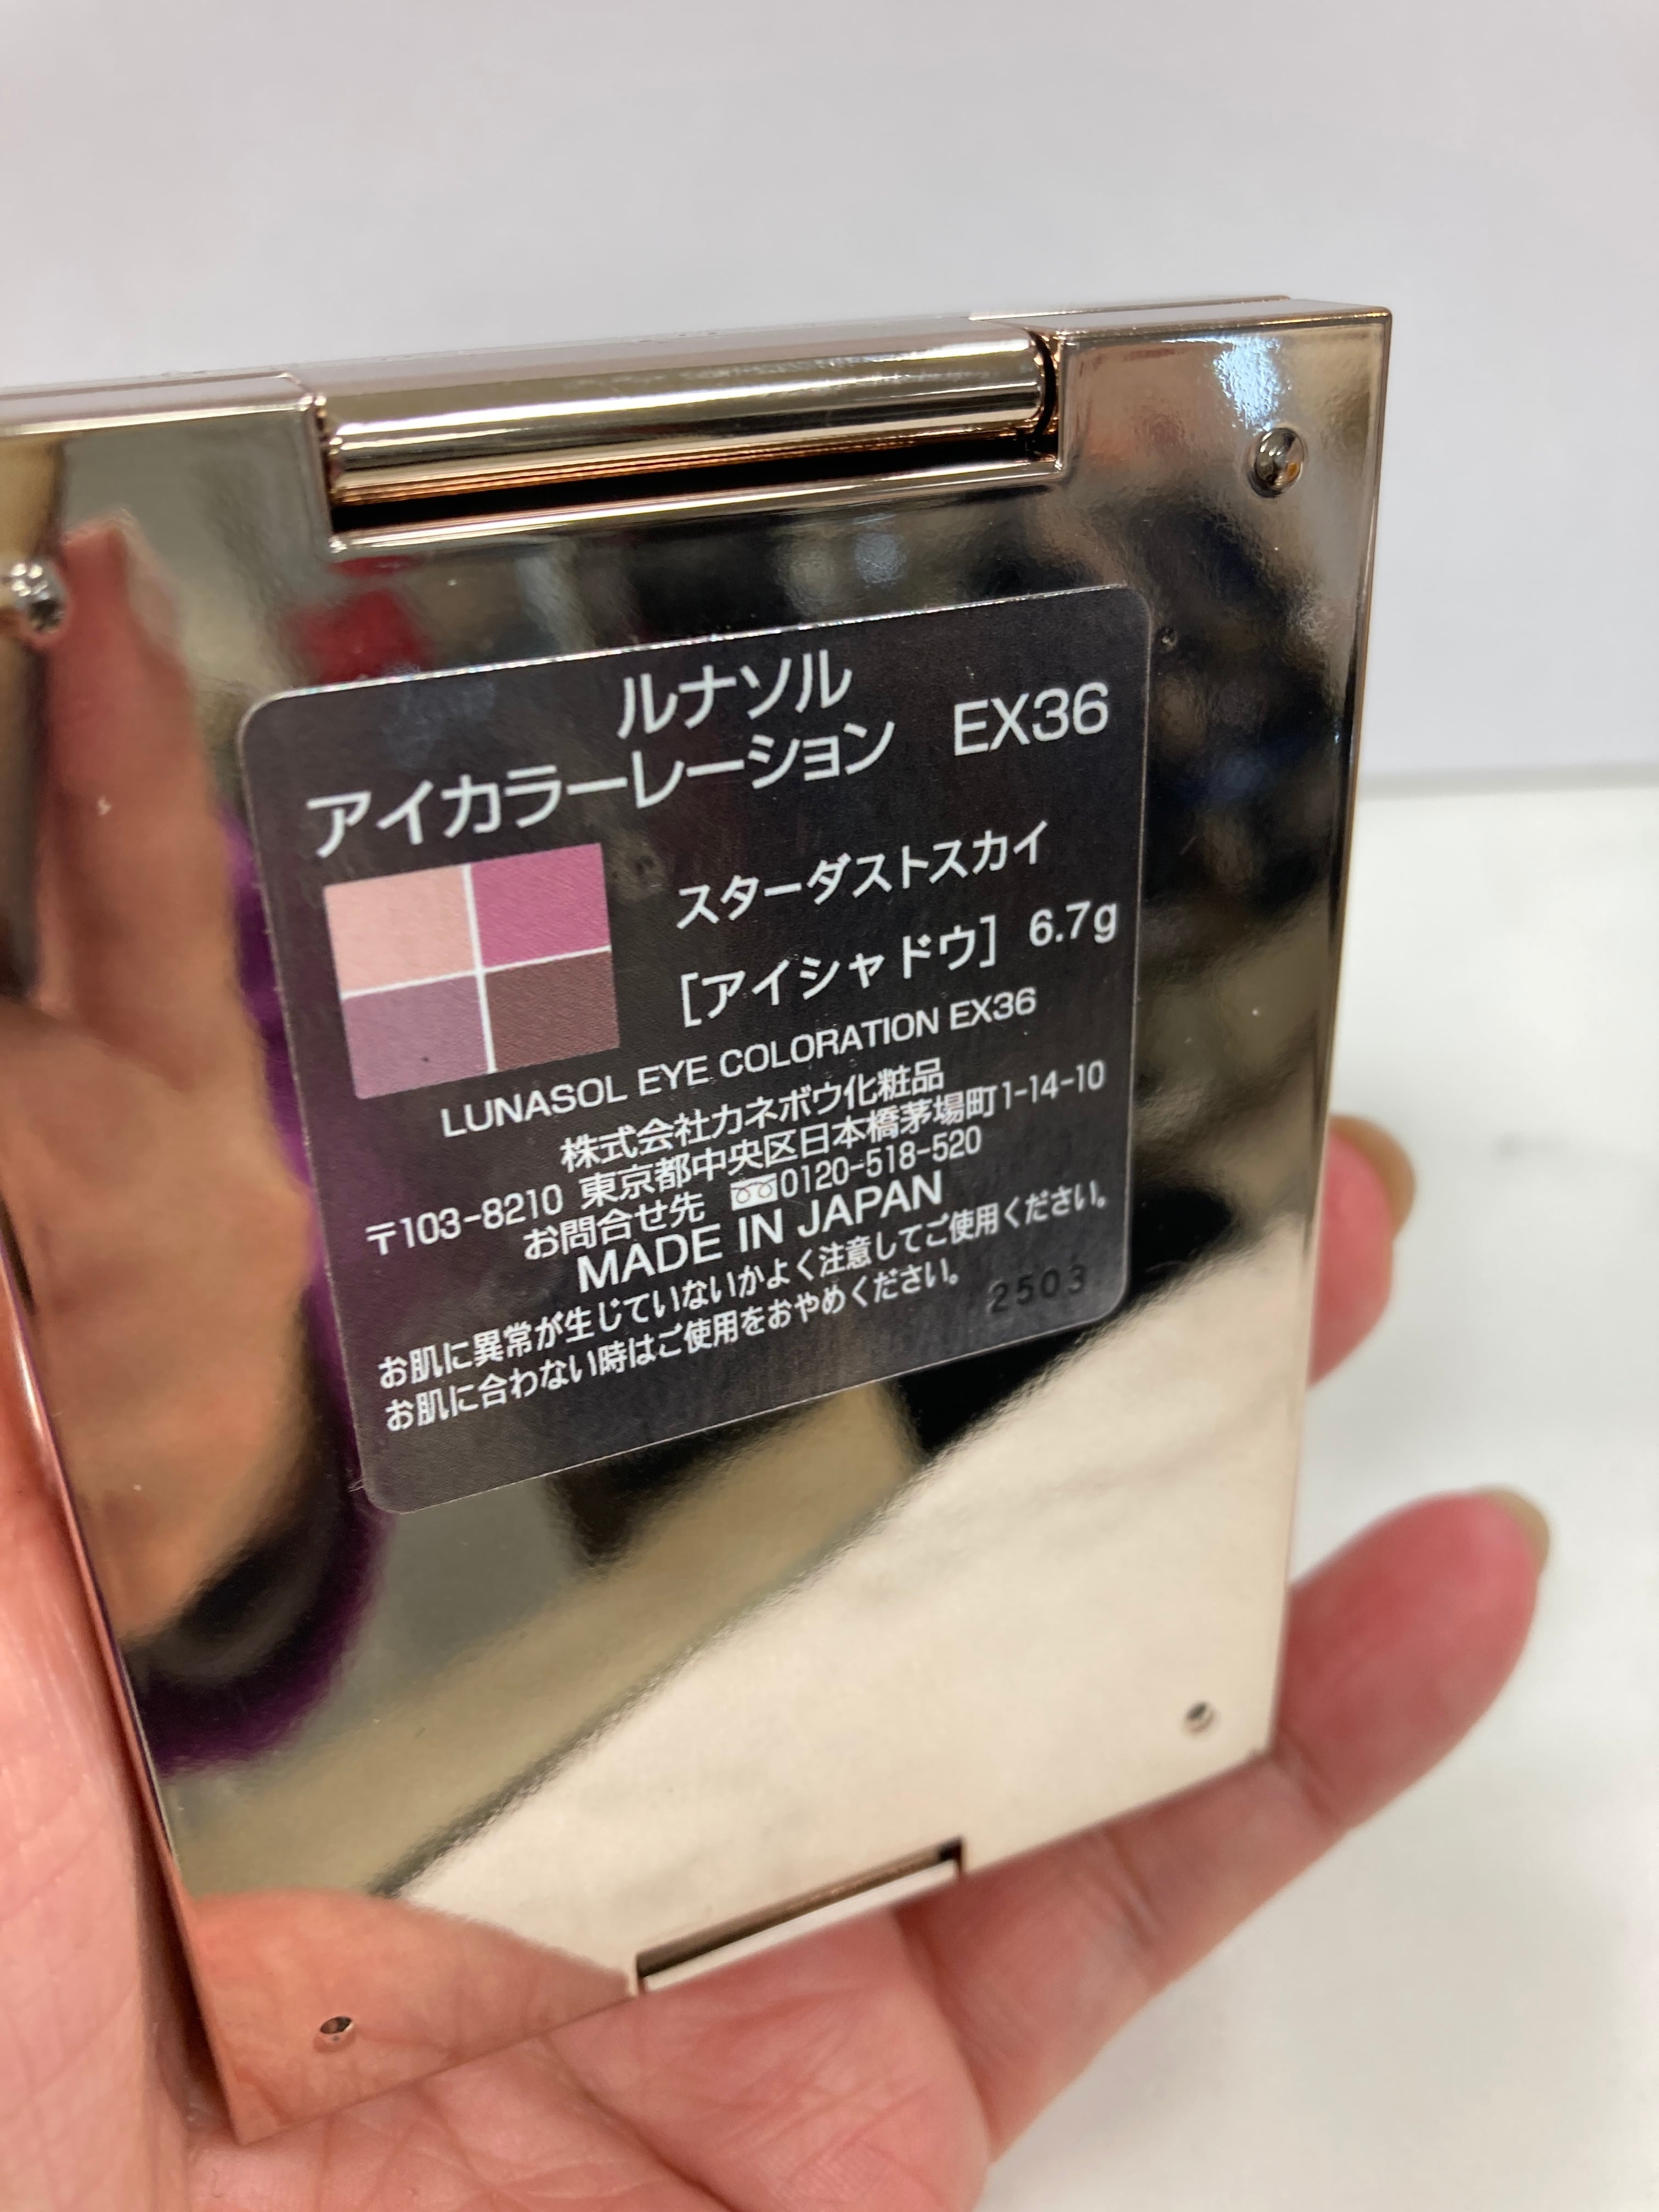 ルナソル
アイカラーレーション EX36
スターダストスカイ
[アイシャドウ] 6.7g
LUNASOL EYE COLORATION EX36
株式会社カネボウ化粧品
〒103-8210 東京都中央区日本橋茅場町1-14-10
お問合せ先 0120-518-520
MADE IN JAPAN
お肌に異常が生じていないかよく注意してご使用ください。
お肌に合わない時はご使用をおやめください。
2503